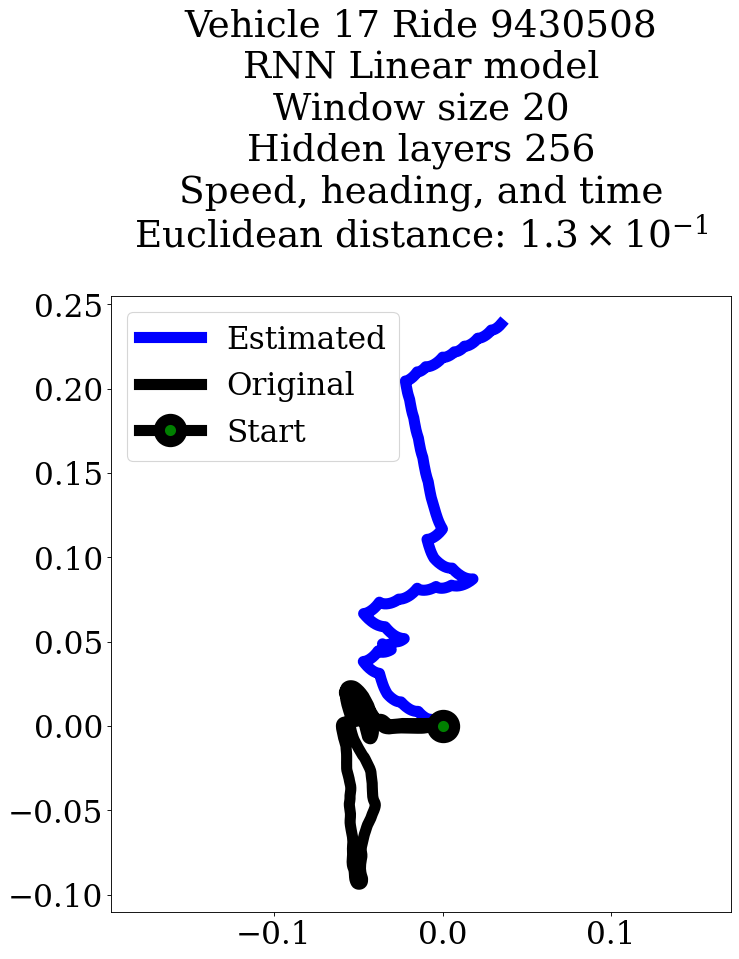 Vehicle 17 Ride 9430508
RNN Linear model
Window size 20
Hidden layers 256
Speed, heading, and time
Euclidean distance: 1.3 × 10⁻¹
Estimated
Original
Start
0.25
0.20
0.15
0.10
0.05
0.00
−0.05
−0.10
−0.1 0.0 0.1